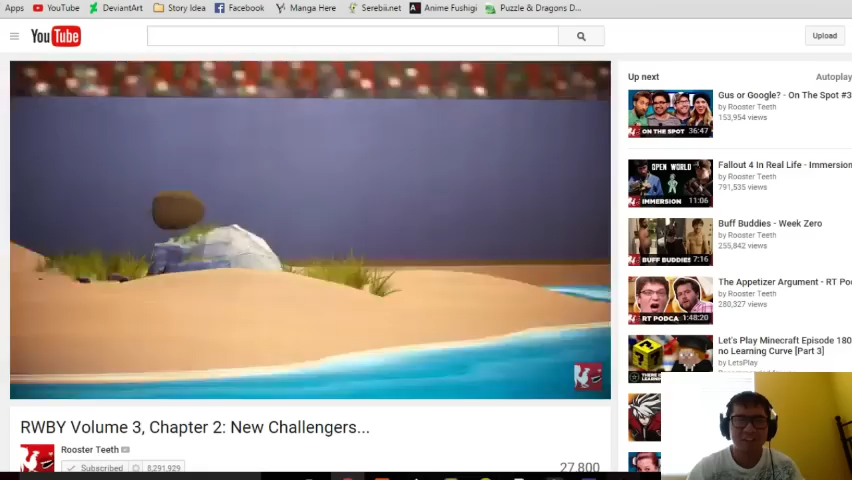 Apps YouTube DeviantArt Story Idea Facebook Manga Here Serebii.net Anime Fushigi Puzzle & Dragons D...
YouTube
Upload
Up next
Autoplay
Gus or Google? - On The Spot #3
by Rooster Teeth
153,954 views
ON THE SPOT 36:47
Fallout 4 In Real Life - Immersion
by Rooster Teeth
791,535 views
OPEN WORLD
IMMERSION 11:06
Buff Buddies - Week Zero
by Rooster Teeth
255,842 views
BUFF BUDDIES 7:16
The Appetizer Argument - RT Po
by Rooster Teeth
280,327 views
RT PODCA 1:48:20
Let's Play Minecraft Episode 180
no Learning Curve [Part 3]
by LetsPlay
RWBY Volume 3, Chapter 2: New Challengers...
Rooster Teeth
Subscribed 8,291,929
27,800